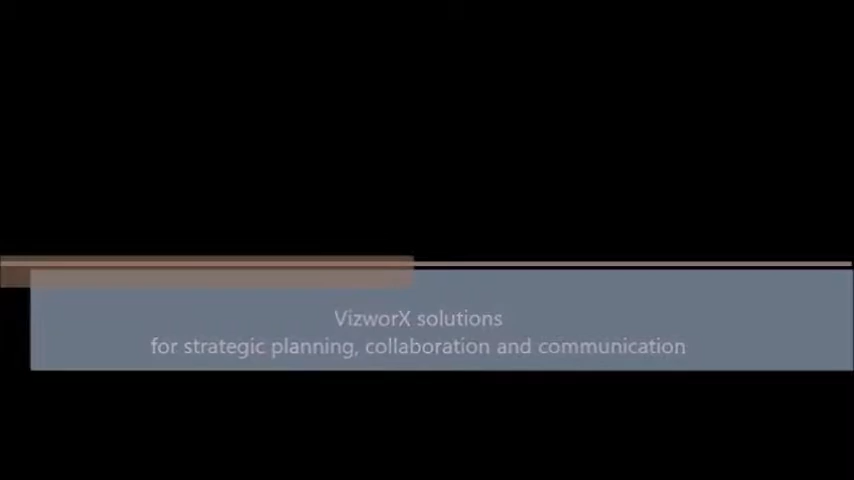 VizworX solutions
for strategic planning, collaboration and communication